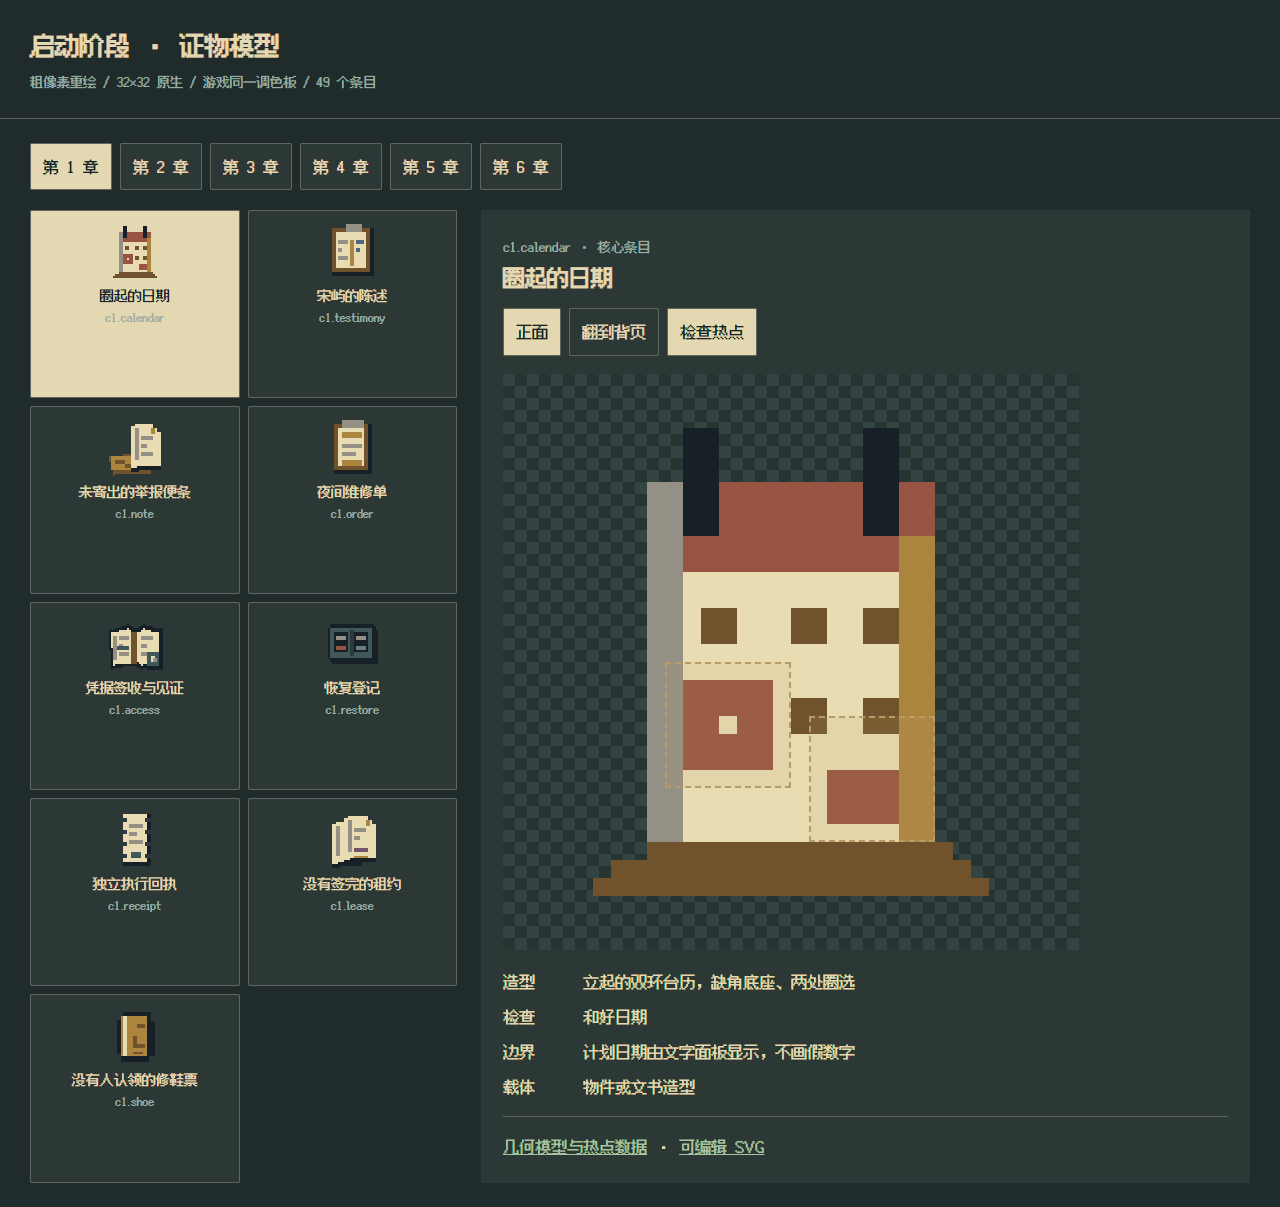 启动阶段 · 证物模型
粗像素重绘 / 32×32 原生 / 游戏同一调色板 / 49 个条目
第 1 章
第 2 章
第 3 章
第 4 章
第 5 章
第 6 章
圈起的日期
c1.calendar
宋屿的陈述
c1.testimony
未寄出的举报便条
c1.note
夜间维修单
c1.order
凭据签收与见证
c1.access
恢复登记
c1.restore
独立执行回执
c1.receipt
没有签完的租约
c1.lease
没有人认领的修鞋票
c1.shoe
c1.calendar · 核心条目
圈起的日期
正面
翻到背页
检查热点
造型 立起的双环台历，缺角底座、两处圈选
检查 和好日期
边界 计划日期由文字面板显示，不画假数字
载体 物件或文书造型
几何模型与热点数据 · 可编辑 SVG